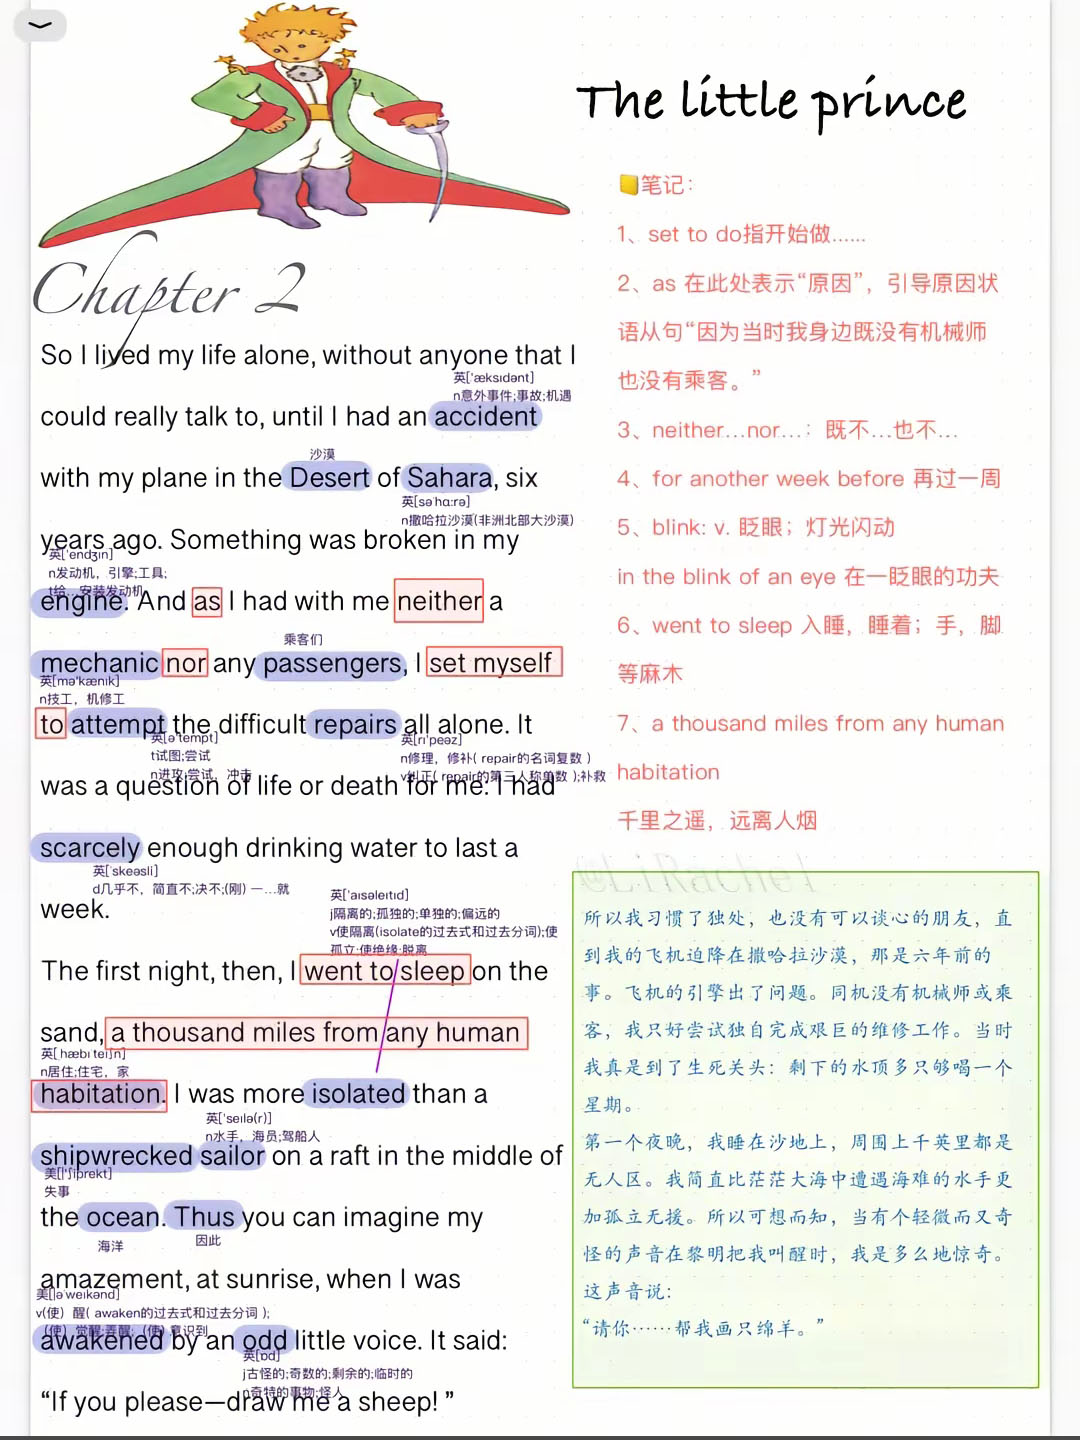 The little prince
Chapter 2
So I lived my life alone, without anyone that I
英['æksɪdənt]
n意外事件;事故;机遇
could really talk to, until I had an accident
沙漠
with my plane in the Desert of Sahara, six
英[sə'hɑ:rə]
n撒哈拉沙漠(非洲北部大沙漠)
years ago. Something was broken in my
英['endʒɪn]
n发动机，引擎;工具;
t给...安装发动机
engine. And as I had with me neither a
乘客们
mechanic nor any passengers, I set myself
英[mə'kænɪk]
n技工，机修工
to attempt the difficult repairs all alone. It
英[ə'tempt]
t试图;尝试
n进攻;尝试，冲击
英[rɪ'peəz]
n修理，修补( repair的名词复数 )
v纠正( repair的第三人称单数 );补救
was a question of life or death for me: I had
scarcely enough drinking water to last a
英['skeəsli]
d几乎不，简直不;决不;(刚) 一...就
week.
英['aɪsəleɪtɪd]
j隔离的;孤独的;单独的;偏远的
v使隔离(isolate的过去式和过去分词);使
孤立;使绝缘;脱离
The first night, then, I went to sleep on the
sand, a thousand miles from any human
英[ˌhæbɪˈteɪʃn]
n居住;住宅，家
habitation. I was more isolated than a
英['seɪlə(r)]
n水手，海员;驾船人
shipwrecked sailor on a raft in the middle of
美['ʃɪprekt]
失事
the ocean. Thus you can imagine my
海洋
因此
amazement, at sunrise, when I was
美[ə'weɪkənd]
v(使）醒( awaken的过去式和过去分词 );
（使）觉醒;弄醒;（使）意识到
awakened by an odd little voice. It said:
英[ɒd]
j古怪的;奇数的;剩余的;临时的
n奇特的事物;怪人
“If you please—draw me a sheep! ”
笔记：
1、set to do指开始做......
2、as 在此处表示“原因”，引导原因状
语从句“因为当时我身边既没有机械师
也没有乘客。”
3、neither...nor...：既不...也不...
4、for another week before 再过一周
5、blink: v. 眨眼；灯光闪动
in the blink of an eye 在一眨眼的功夫
6、went to sleep 入睡，睡着；手，脚
等麻木
7、a thousand miles from any human
habitation
千里之遥，远离人烟
@LiRachel
所以我习惯了独处，也没有可以谈心的朋友，直
到我的飞机迫降在撒哈拉沙漠，那是六年前的
事。飞机的引擎出了问题。同机没有机械师或乘
客，我只好尝试独自完成艰巨的维修工作。当时
我真是到了生死关头：剩下的水顶多只够喝一个
星期。
第一个夜晚，我睡在沙地上，周围上千英里都是
无人区。我简直比茫茫大海中遭遇海难的水手更
加孤立无援。所以可想而知，当有个轻微而又奇
怪的声音在黎明把我叫醒时，我是多么地惊奇。
这声音说：
“请你……帮我画只绵羊。”